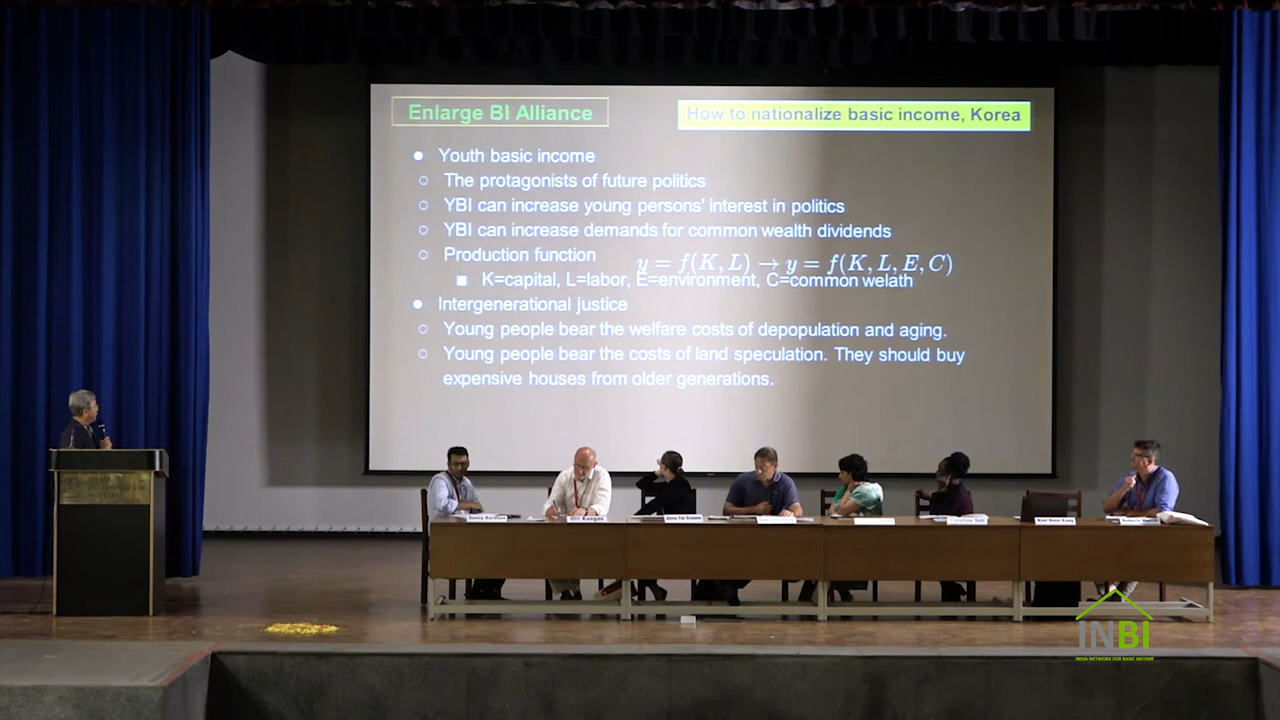 Enlarge BI Alliance
How to nationalize basic income, Korea
● Youth basic income
○ The protagonists of future politics
○ YBI can increase young persons' interest in politics
○ YBI can increase demands for common wealth dividends
○ Production function y = f(K, L) → y = f(K, L, E, C)
■ K=capital, L=labor, E=environment, C=common welath
● Intergenerational justice
○ Young people bear the welfare costs of depopulation and aging.
○ Young people bear the costs of land speculation. They should buy
expensive houses from older generations.
INBI
INDIA NETWORK FOR BASIC INCOME